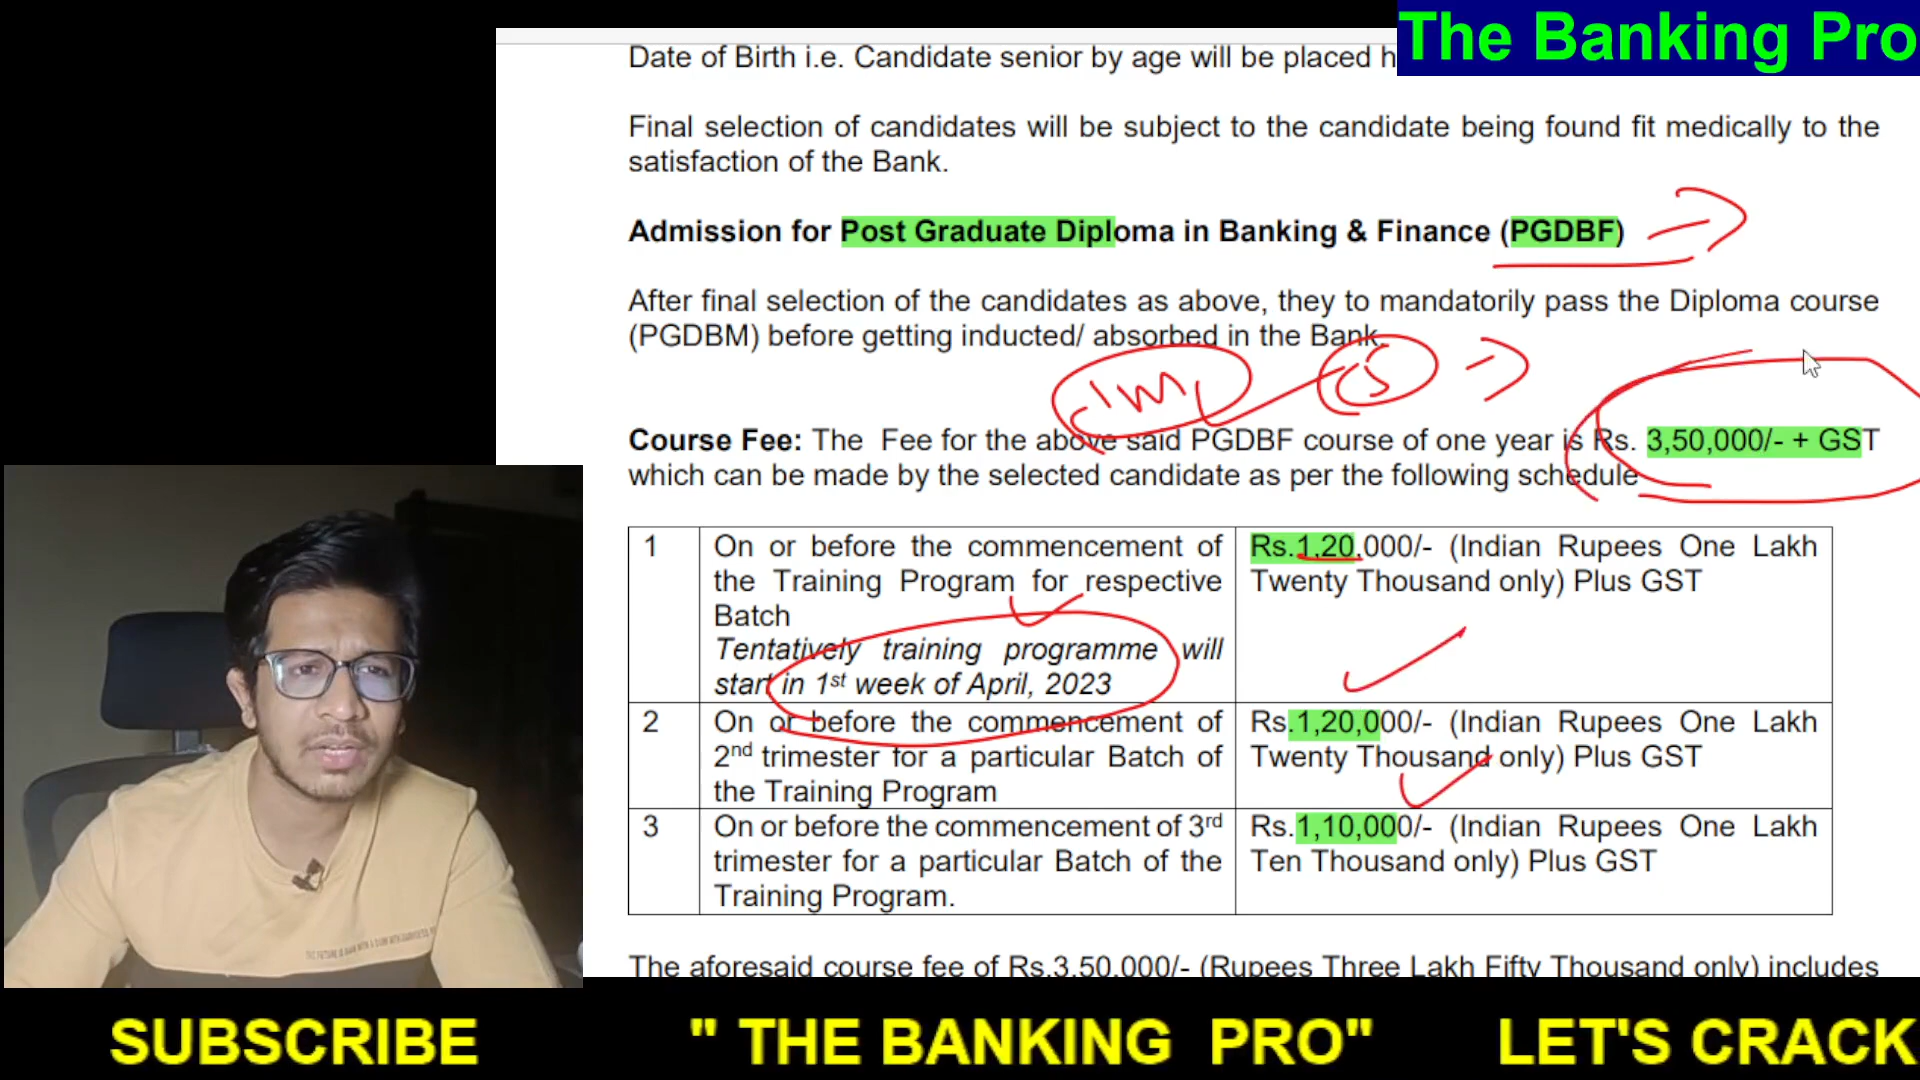 The Banking Pro
Date of Birth i.e. Candidate senior by age will be placed h
Final selection of candidates will be subject to the candidate being found fit medically to the
satisfaction of the Bank.
Admission for Post Graduate Diploma in Banking & Finance (PGDBF)
After final selection of the candidates as above, they to mandatorily pass the Diploma course
(PGDBM) before getting inducted/ absorbed in the Bank.
Course Fee: The Fee for the above said PGDBF course of one year is Rs. 3,50,000/- + GST
which can be made by the selected candidate as per the following schedule
1
On or before the commencement of
the Training Program for respective
Batch
Tentatively training programme will
start in 1st week of April, 2023
Rs.1,20,000/- (Indian Rupees One Lakh
Twenty Thousand only) Plus GST
2
On or before the commencement of
2nd trimester for a particular Batch of
the Training Program
Rs.1,20,000/- (Indian Rupees One Lakh
Twenty Thousand only) Plus GST
3
On or before the commencement of 3rd
trimester for a particular Batch of the
Training Program.
Rs.1,10,000/- (Indian Rupees One Lakh
Ten Thousand only) Plus GST
The aforesaid course fee of Rs.3,50,000/- (Rupees Three Lakh Fifty Thousand only) includes
SUBSCRIBE " THE BANKING PRO" LET'S CRACK